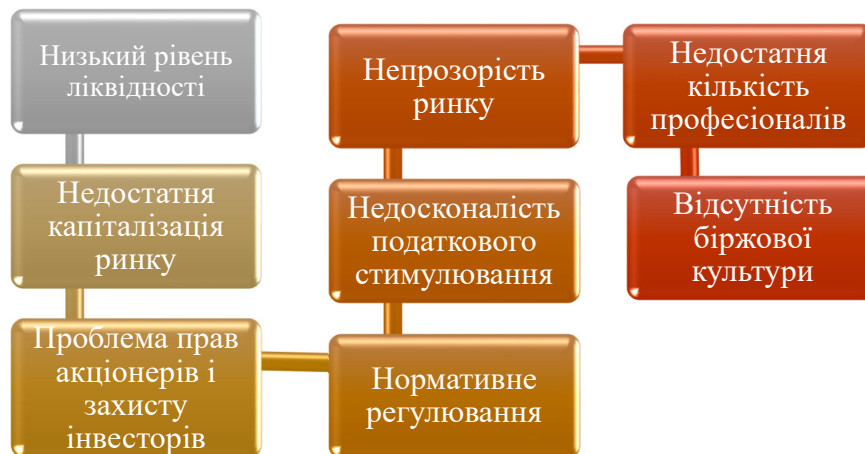 Низький рівень
ліквідності
Недостатня
капіталізація
ринку
Проблема прав
акціонерів і
захисту
інвесторів
Нормативне
регулювання
Недосконалість
податкового
стимулювання
Непрозорість
ринку
Недостатня
кількість
професіоналів
Відсутність
біржової
культури